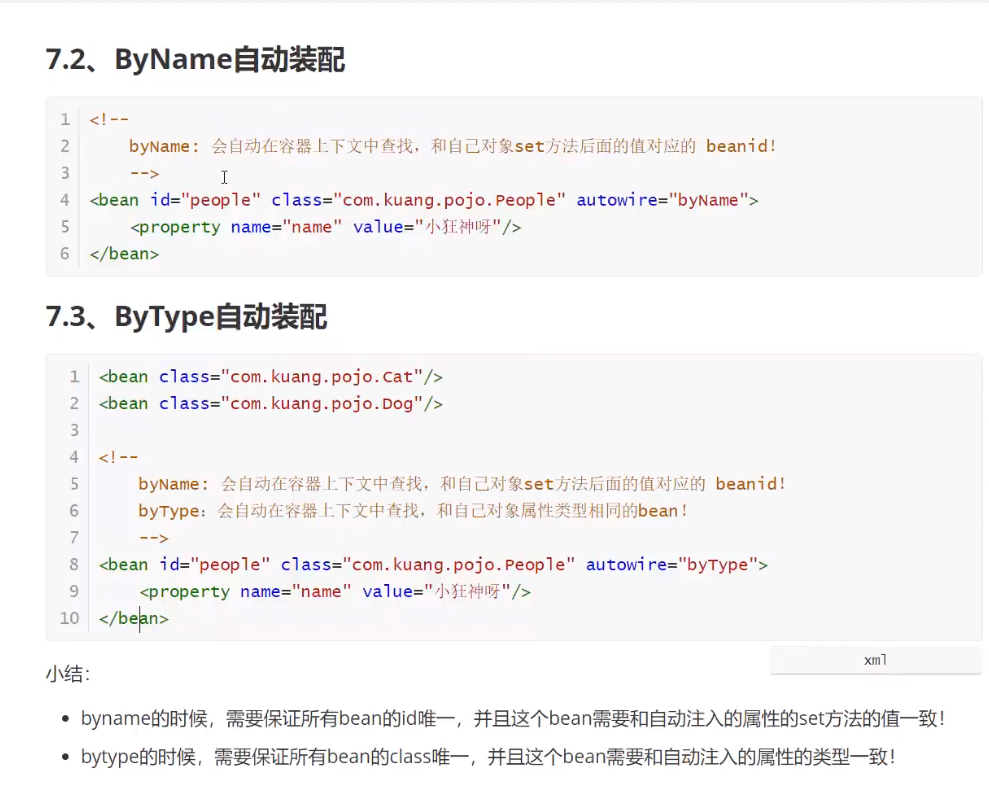 7.2、ByName自动装配
1 <!--
2 byName: 会自动在容器上下文中查找，和自己对象set方法后面的值对应的 beanid！
3 -->
4 <bean id="people" class="com.kuang.pojo.People" autowire="byName">
5 <property name="name" value="小狂神呀"/>
6 </bean>
7.3、ByType自动装配
1 <bean class="com.kuang.pojo.Cat"/>
2 <bean class="com.kuang.pojo.Dog"/>
3
4 <!--
5 byName: 会自动在容器上下文中查找，和自己对象set方法后面的值对应的 beanid！
6 byType：会自动在容器上下文中查找，和自己对象属性类型相同的bean！
7 -->
8 <bean id="people" class="com.kuang.pojo.People" autowire="byType">
9 <property name="name" value="小狂神呀"/>
10 </bean>
xml
小结：
• byname的时候，需要保证所有bean的id唯一，并且这个bean需要和自动注入的属性的set方法的值一致！
• bytype的时候，需要保证所有bean的class唯一，并且这个bean需要和自动注入的属性的类型一致！